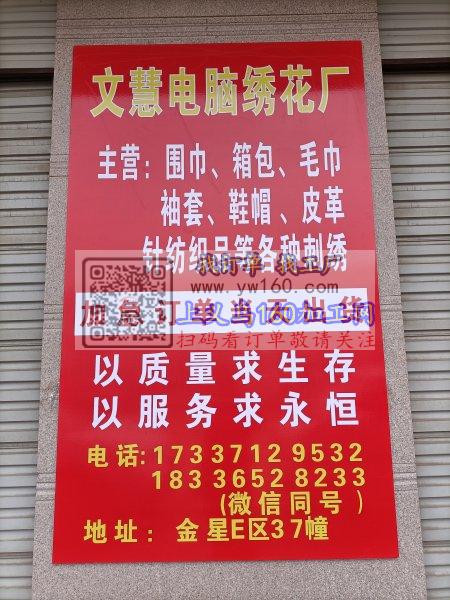 文慧电脑绣花厂
主营：围巾、箱包、毛巾
袖套、鞋帽、皮革
针纺织品等各种刺绣
找订单 找工厂
www.yw160.com
加急订单当天出货
上义乌160加工网
扫码看订单敬请关注
以质量求生存
以服务求永恒
电话：17337129532
18336528233
(微信同号)
地址：金星E区37幢